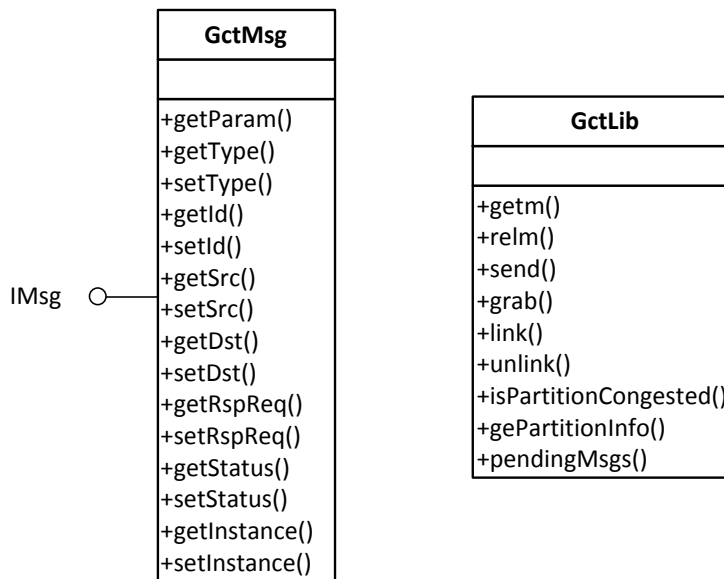 GctMsg
+getParam()
+getType()
+setType()
+getId()
+setId()
+getSrc()
+setSrc()
+getDst()
+setDst()
+getRspReq()
+setRspReq()
+getStatus()
+setStatus()
+getInstance()
+setInstance()
IMsg
GctLib
+getm()
+relm()
+send()
+grab()
+link()
+unlink()
+isPartitionCongested()
+gePartitionInfo()
+pendingMsgs()